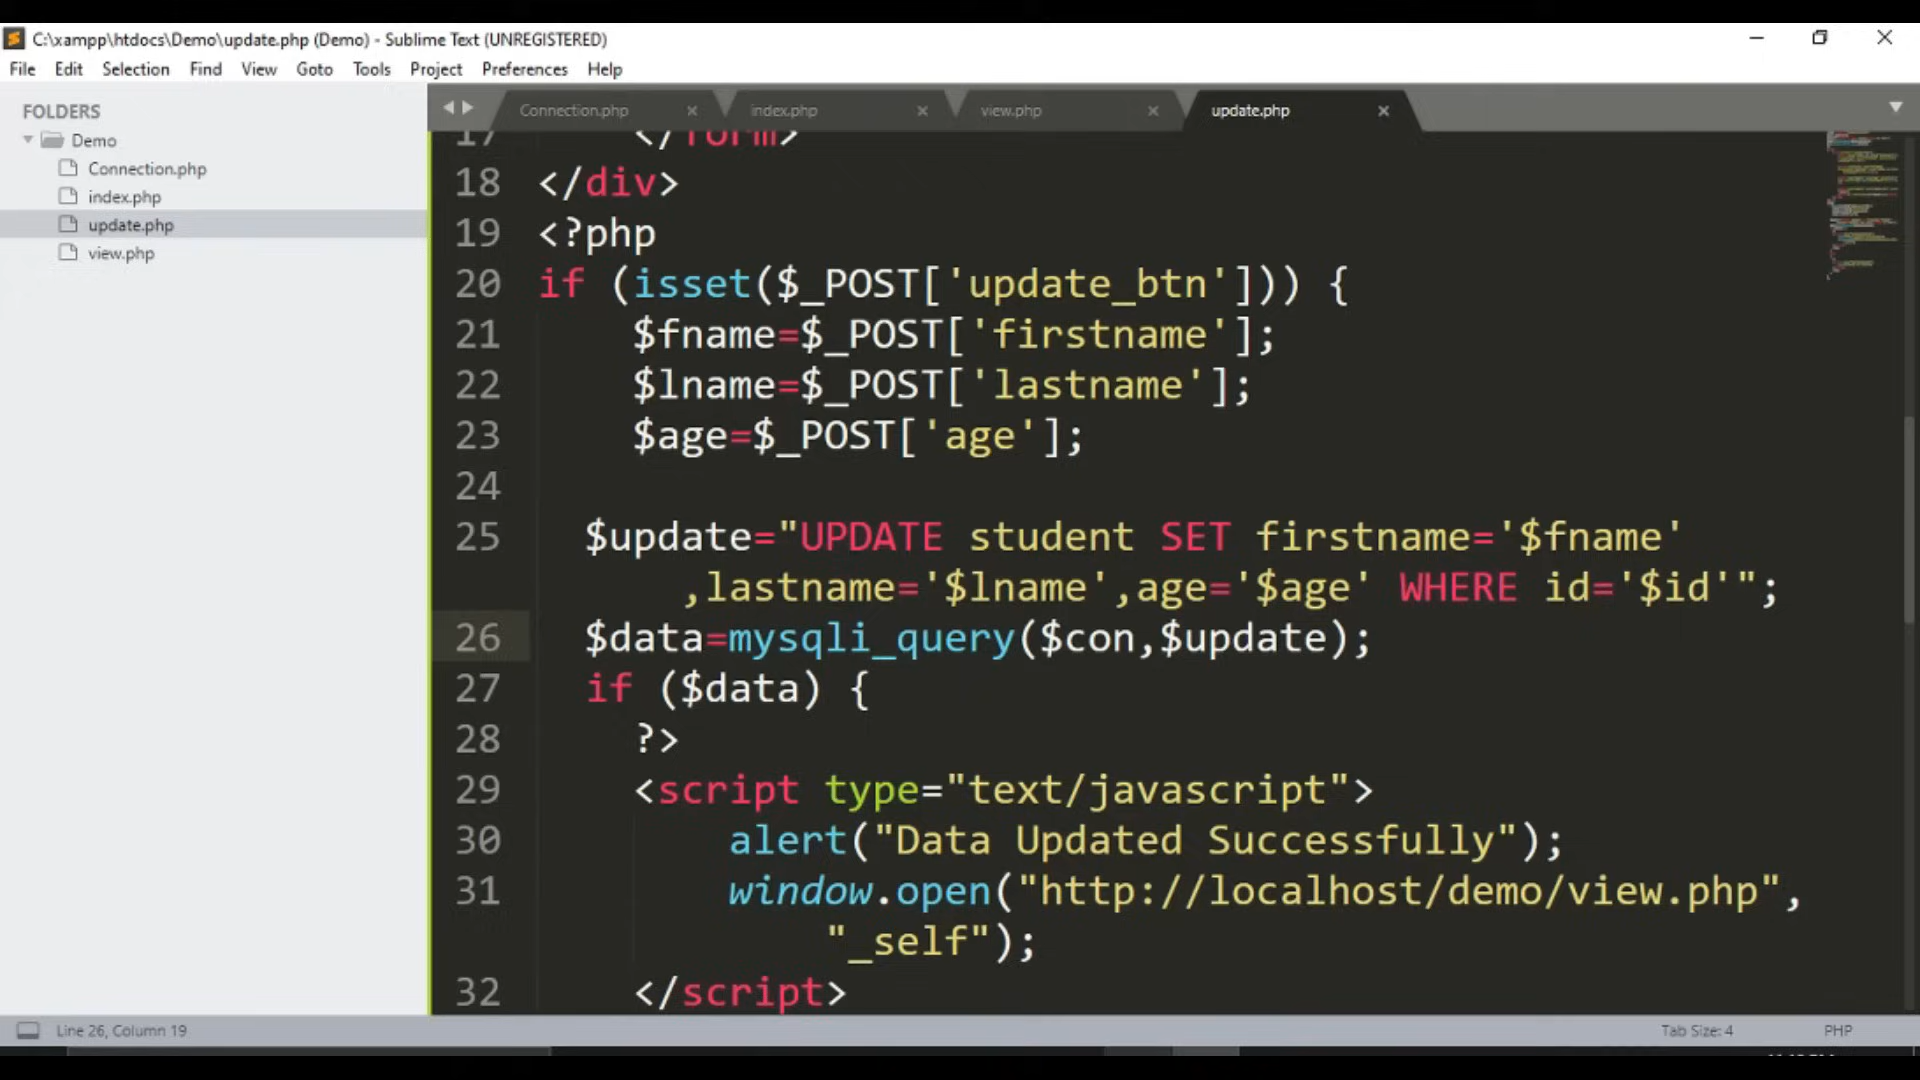 C:\xampp\htdocs\Demo\update.php (Demo) - Sublime Text (UNREGISTERED)
File Edit Selection Find View Goto Tools Project Preferences Help
FOLDERS
Demo
Connection.php
index.php
update.php
view.php
Connection.php × index.php × view.php × update.php ×
17 </form>
18 </div>
19 <?php
20 if (isset($_POST['update_btn'])) {
21 $fname=$_POST['firstname'];
22 $lname=$_POST['lastname'];
23 $age=$_POST['age'];
24
25 $update="UPDATE student SET firstname='$fname'
,lastname='$lname',age='$age' WHERE id='$id'";
26 $data=mysqli_query($con,$update);
27 if ($data) {
28 ?>
29 <script type="text/javascript">
30 alert("Data Updated Successfully");
31 window.open("http://localhost/demo/view.php",
"_self");
32 </script>
Line 26, Column 19
Tab Size: 4 PHP